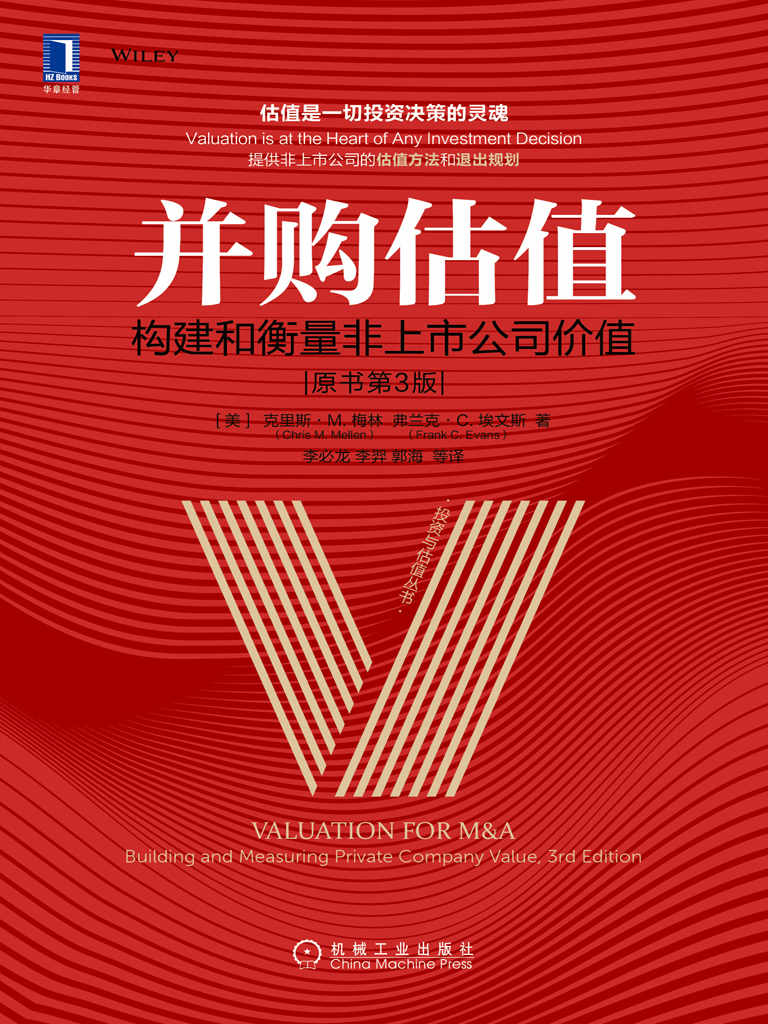 HZ BOOKS
华章经管
WILEY
估值是一切投资决策的灵魂
Valuation is at the Heart of Any Investment Decision
提供非上市公司的估值方法和退出规划
并购估值
构建和衡量非上市公司价值
|原书第3版|
[美] 克里斯·M. 梅林 弗兰克·C. 埃文斯 著
(Chris M. Mellen) (Frank C. Evans)
李必龙 李羿 郭海 等译
·投资与估值丛书·
VALUATION FOR M&A
Building and Measuring Private Company Value, 3rd Edition
机械工业出版社
China Machine Press